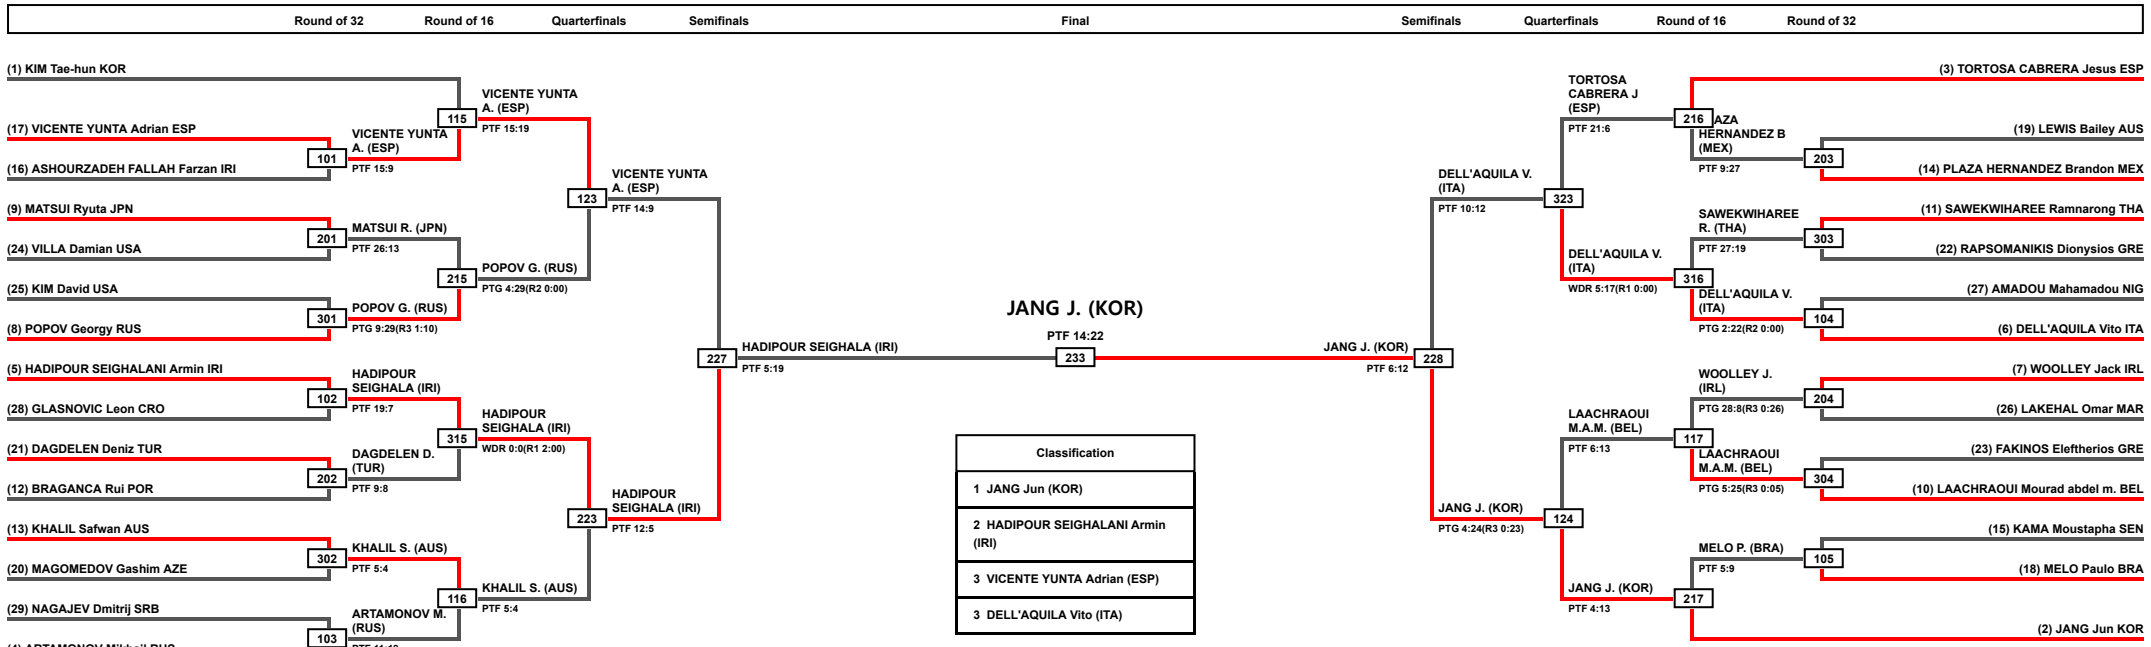 Round of 32
Round of 16
Quarterfinals
Semifinals
Final
Semifinals
Quarterfinals
Round of 16
Round of 32
(1) KIM Tae-hun KOR
(17) VICENTE YUNTA Adrian ESP
(16) ASHOURZADEH FALLAH Farzan IRI
(9) MATSUI Ryuta JPN
(24) VILLA Damian USA
(25) KIM David USA
(8) POPOV Georgy RUS
(5) HADIPOUR SEIGHALANI Armin IRI
(28) GLASNOVIC Leon CRO
(21) DAGDELEN Deniz TUR
(12) BRAGANCA Rui POR
(13) KHALIL Safwan AUS
(20) MAGOMEDOV Gashim AZE
(29) NAGAJEV Dmitrij SRB
101
VICENTE YUNTA
A. (ESP)
PTF 15:9
201
MATSUI R. (JPN)
PTF 26:13
301
POPOV G. (RUS)
PTG 9:29(R3 1:10)
102
HADIPOUR
SEIGHALA (IRI)
PTF 19:7
202
DAGDELEN D.
(TUR)
PTF 9:8
302
KHALIL S. (AUS)
PTF 5:4
103
ARTAMONOV M.
(RUS)
115
VICENTE YUNTA
A. (ESP)
PTF 15:19
215
POPOV G. (RUS)
PTG 4:29(R2 0:00)
315
HADIPOUR
SEIGHALA (IRI)
WDR 0:0(R1 2:00)
116
KHALIL S. (AUS)
PTF 5:4
123
VICENTE YUNTA
A. (ESP)
PTF 14:9
223
HADIPOUR
SEIGHALA (IRI)
PTF 12:5
227
HADIPOUR SEIGHALA (IRI)
PTF 5:19
JANG J. (KOR)
PTF 14:22
233
Classification
1 JANG Jun (KOR)
2 HADIPOUR SEIGHALANI Armin
(IRI)
3 VICENTE YUNTA Adrian (ESP)
3 DELL'AQUILA Vito (ITA)
JANG J. (KOR)
PTF 6:12
228
DELL'AQUILA V.
(ITA)
PTF 10:12
323
JANG J. (KOR)
PTG 4:24(R3 0:23)
124
TORTOSA
CABRERA J
(ESP)
PTF 21:6
216
DELL'AQUILA V.
(ITA)
WDR 5:17(R1 0:00)
316
LAACHRAOUI
M.A.M. (BEL)
PTF 6:13
117
JANG J. (KOR)
PTF 4:13
217
AZA
HERNANDEZ B
(MEX)
PTF 9:27
203
SAWEKWIHAREE
R. (THA)
PTF 27:19
303
DELL'AQUILA V.
(ITA)
PTG 2:22(R2 0:00)
104
WOOLLEY J.
(IRL)
PTG 28:8(R3 0:26)
204
LAACHRAOUI
M.A.M. (BEL)
PTG 5:25(R3 0:05)
304
MELO P. (BRA)
PTF 5:9
105
(3) TORTOSA CABRERA Jesus ESP
(19) LEWIS Bailey AUS
(14) PLAZA HERNANDEZ Brandon MEX
(11) SAWEKWIHAREE Ramnarong THA
(22) RAPSOMANIKIS Dionysios GRE
(27) AMADOU Mahamadou NIG
(6) DELL'AQUILA Vito ITA
(7) WOOLLEY Jack IRL
(26) LAKEHAL Omar MAR
(23) FAKINOS Eleftherios GRE
(10) LAACHRAOUI Mourad abdel m. BEL
(15) KAMA Moustapha SEN
(18) MELO Paulo BRA
(2) JANG Jun KOR